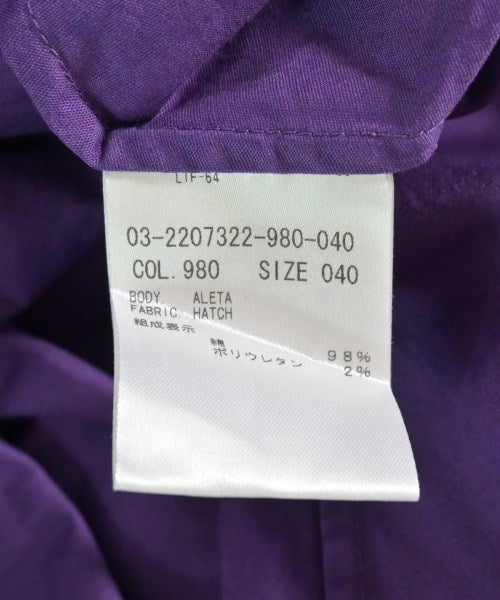 LTF-64
03-2207322-980-040
COL.980 SIZE 040
BODY. ALETA
FABRIC. HATCH
組成表示
綿 98%
ポリウレタン 2%